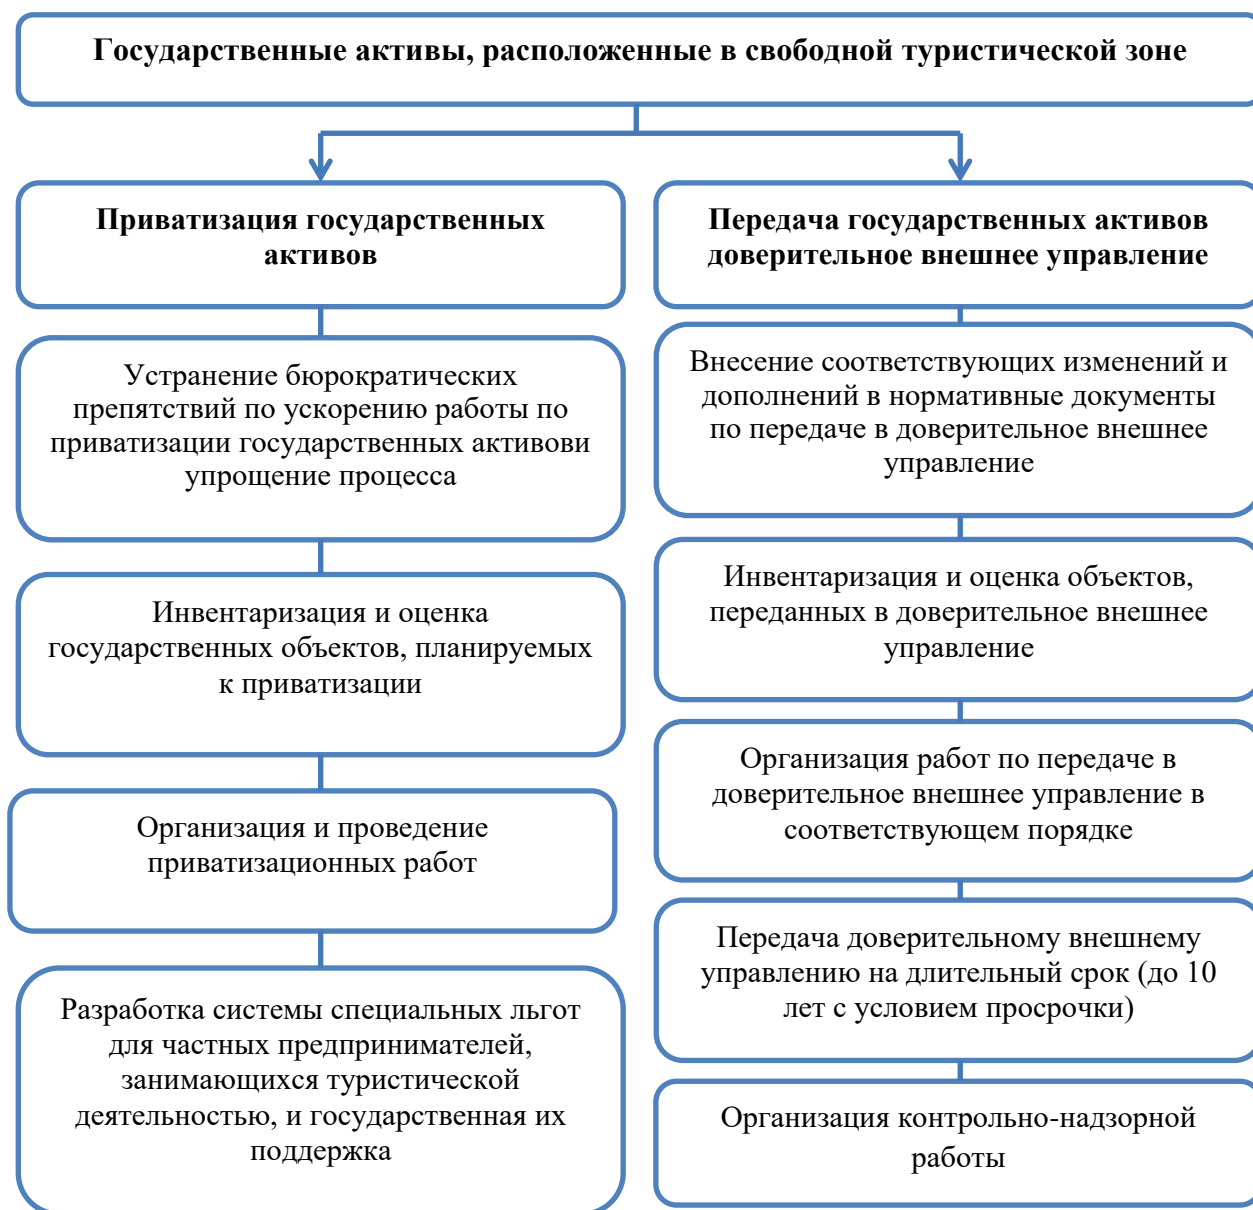 Государственные активы, расположенные в свободной туристической зоне
Приватизация государственных
активов
Устранение бюрократических
препятствий по ускорению работы по
приватизации государственных активови
упрощение процесса
Инвентаризация и оценка
государственных объектов, планируемых
к приватизации
Организация и проведение
приватизационных работ
Разработка системы специальных льгот
для частных предпринимателей,
занимающихся туристической
деятельностью, и государственная их
поддержка
Передача государственных активов
доверительное внешнее управление
Внесение соответствующих изменений и
дополнений в нормативные документы
по передаче в доверительное внешнее
управление
Инвентаризация и оценка объектов,
переданных в доверительное внешнее
управление
Организация работ по передаче в
доверительное внешнее управление в
соответствующем порядке
Передача доверительному внешнему
управлению на длительный срок (до 10
лет с условием просрочки)
Организация контрольно-надзорной
работы